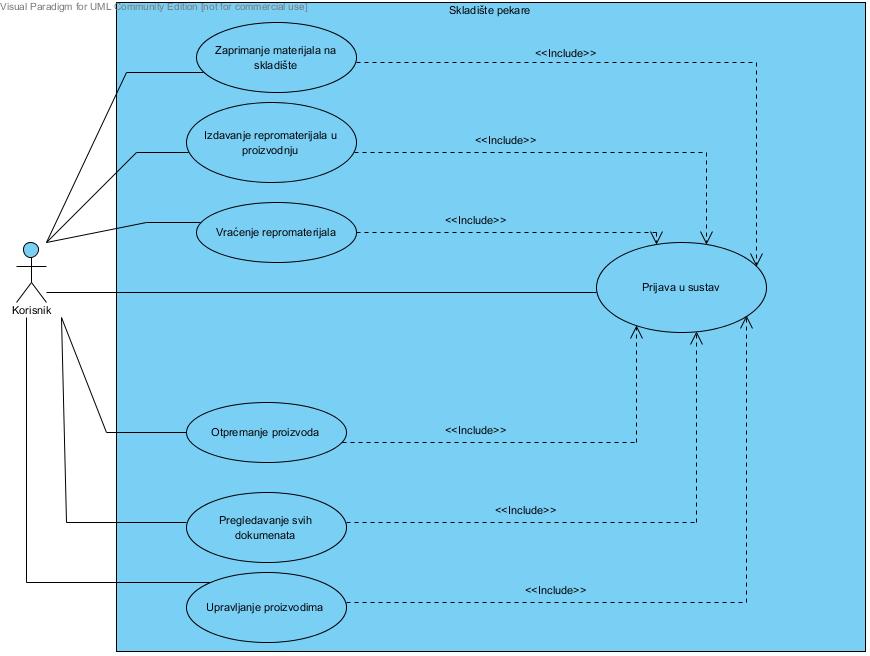 Visual Paradigm for UML Community Edition [not for commercial use]
Skladište pekare
Zaprimanje materijala na
skladište
<<Include>>
Izdavanje repromaterijala u
proizvodnju
<<Include>>
Vraćenje repromaterijala
<<Include>>
Prijava u sustav
Korisnik
Otpremanje proizvoda
<<Include>>
Pregledavanje svih
dokumenata
<<Include>>
Upravljanje proizvodima
<<Include>>